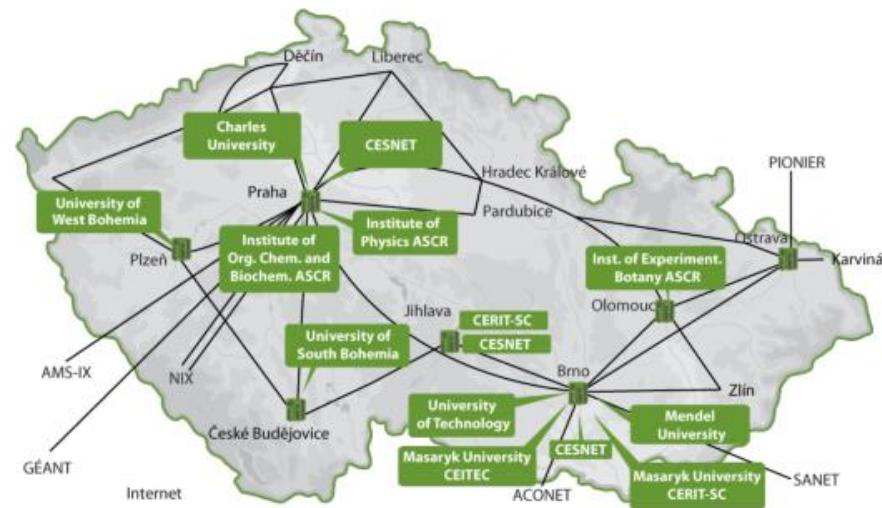 Děčín
Liberec
Charles
University
CESNET
Hradec Králové
PIONIER
Praha
University of
West Bohemia
Pardubice
Institute of
Physics ASCR
Institute of
Org. Chem. and
Biochem. ASCR
Plzeň
Ostrava
Karviná
Inst. of Experiment.
Botany ASCR
Olomouc
Jihlava
CERIT-SC
CESNET
University of
South Bohemia
AMS-IX
NIX
Brno
Zlín
University
of Technology
Mendel
University
České Budějovice
CESNET
Masaryk University
CEITEC
Masaryk University
CERIT-SC
GÉANT
SANET
Internet
ACONET